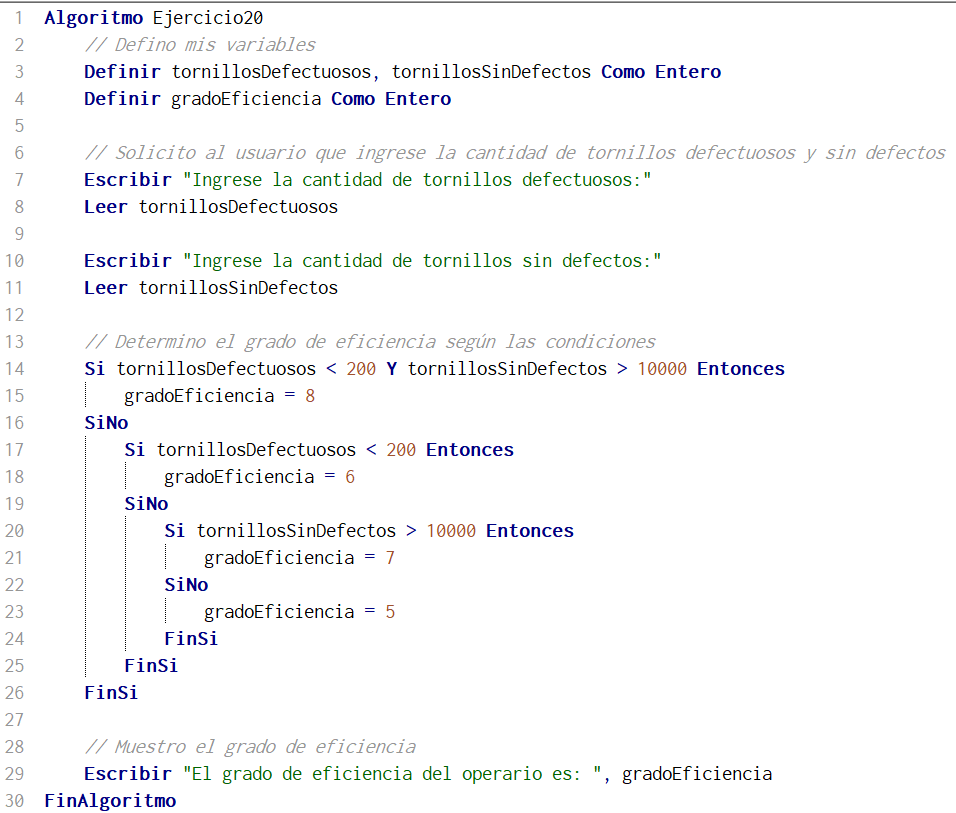 1 Algoritmo Ejercicio20
2 // Defino mis variables
3 Definir tornillosDefectuosos, tornillosSinDefectos Como Entero
4 Definir gradoEficiencia Como Entero
5
6 // Solicito al usuario que ingrese la cantidad de tornillos defectuosos y sin defectos
7 Escribir "Ingrese la cantidad de tornillos defectuosos:"
8 Leer tornillosDefectuosos
9
10 Escribir "Ingrese la cantidad de tornillos sin defectos:"
11 Leer tornillosSinDefectos
12
13 // Determino el grado de eficiencia según las condiciones
14 Si tornillosDefectuosos < 200 Y tornillosSinDefectos > 10000 Entonces
15 gradoEficiencia = 8
16 SiNo
17 Si tornillosDefectuosos < 200 Entonces
18 gradoEficiencia = 6
19 SiNo
20 Si tornillosSinDefectos > 10000 Entonces
21 gradoEficiencia = 7
22 SiNo
23 gradoEficiencia = 5
24 FinSi
25 FinSi
26 FinSi
27
28 // Muestro el grado de eficiencia
29 Escribir "El grado de eficiencia del operario es: ", gradoEficiencia
30 FinAlgoritmo